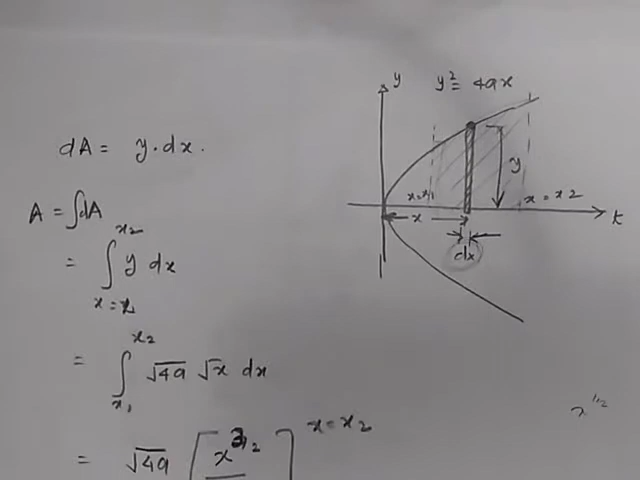 y² = 4ax
y
dA = y·dx.
x=x1
x = x2
y
x
dx
A = ∫dA
= ∫ y dx
x2
x = x1
= ∫ √4a √x dx
x2
x1
x^1/2
= √4a [x^3/2] x = x2